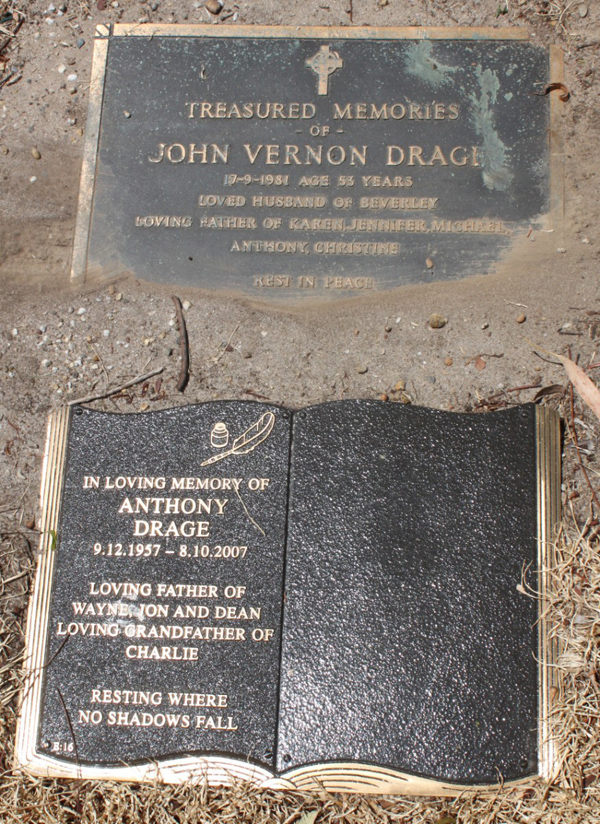 TREASURED MEMORIES
- OF -
JOHN VERNON DRAGE
17-9-1981 AGE 53 YEARS
LOVED HUSBAND OF BEVERLEY
LOVING FATHER OF KAREN, JENNIFER, MICHAEL,
ANTHONY, CHRISTINE
REST IN PEACE
IN LOVING MEMORY OF
ANTHONY
DRAGE
9.12.1957 – 8.10.2007
LOVING FATHER OF
WAYNE, JON AND DEAN
LOVING GRANDFATHER OF
CHARLIE
RESTING WHERE
NO SHADOWS FALL
E:16